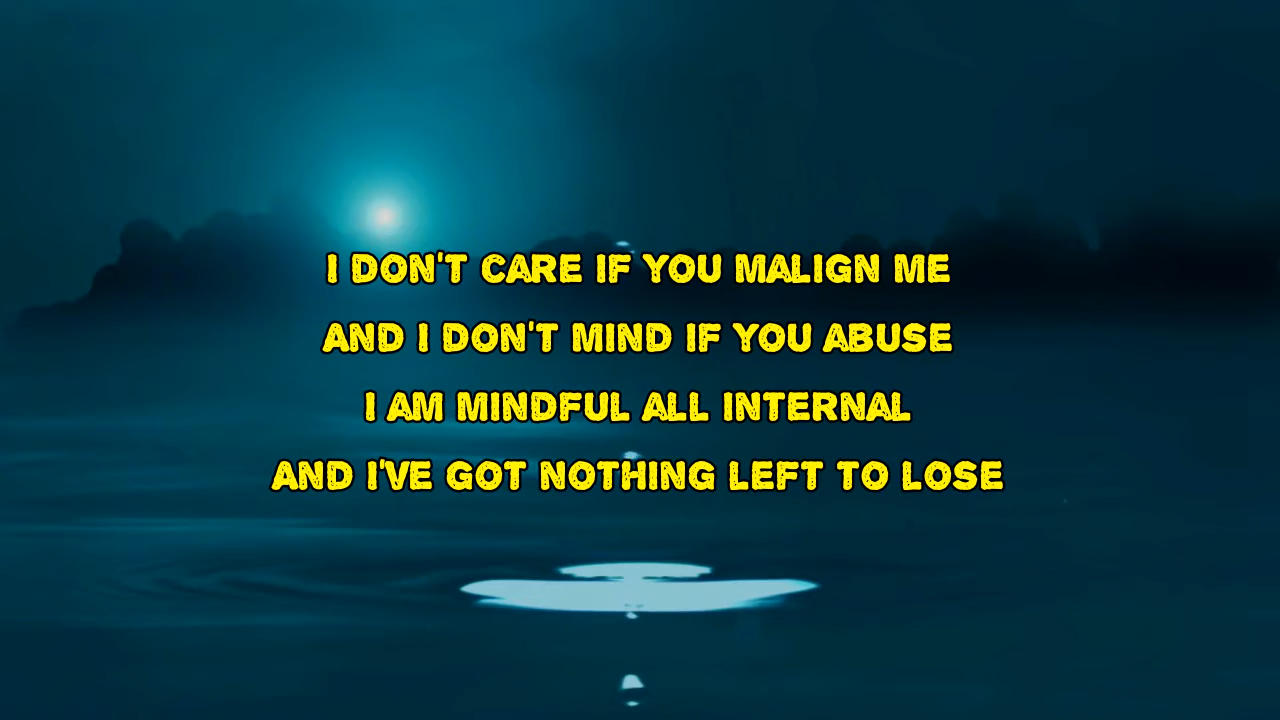 I DON'T CARE IF YOU MALIGN ME
AND I DON'T MIND IF YOU ABUSE
I AM MINDFUL ALL INTERNAL
AND I'VE GOT NOTHING LEFT TO LOSE